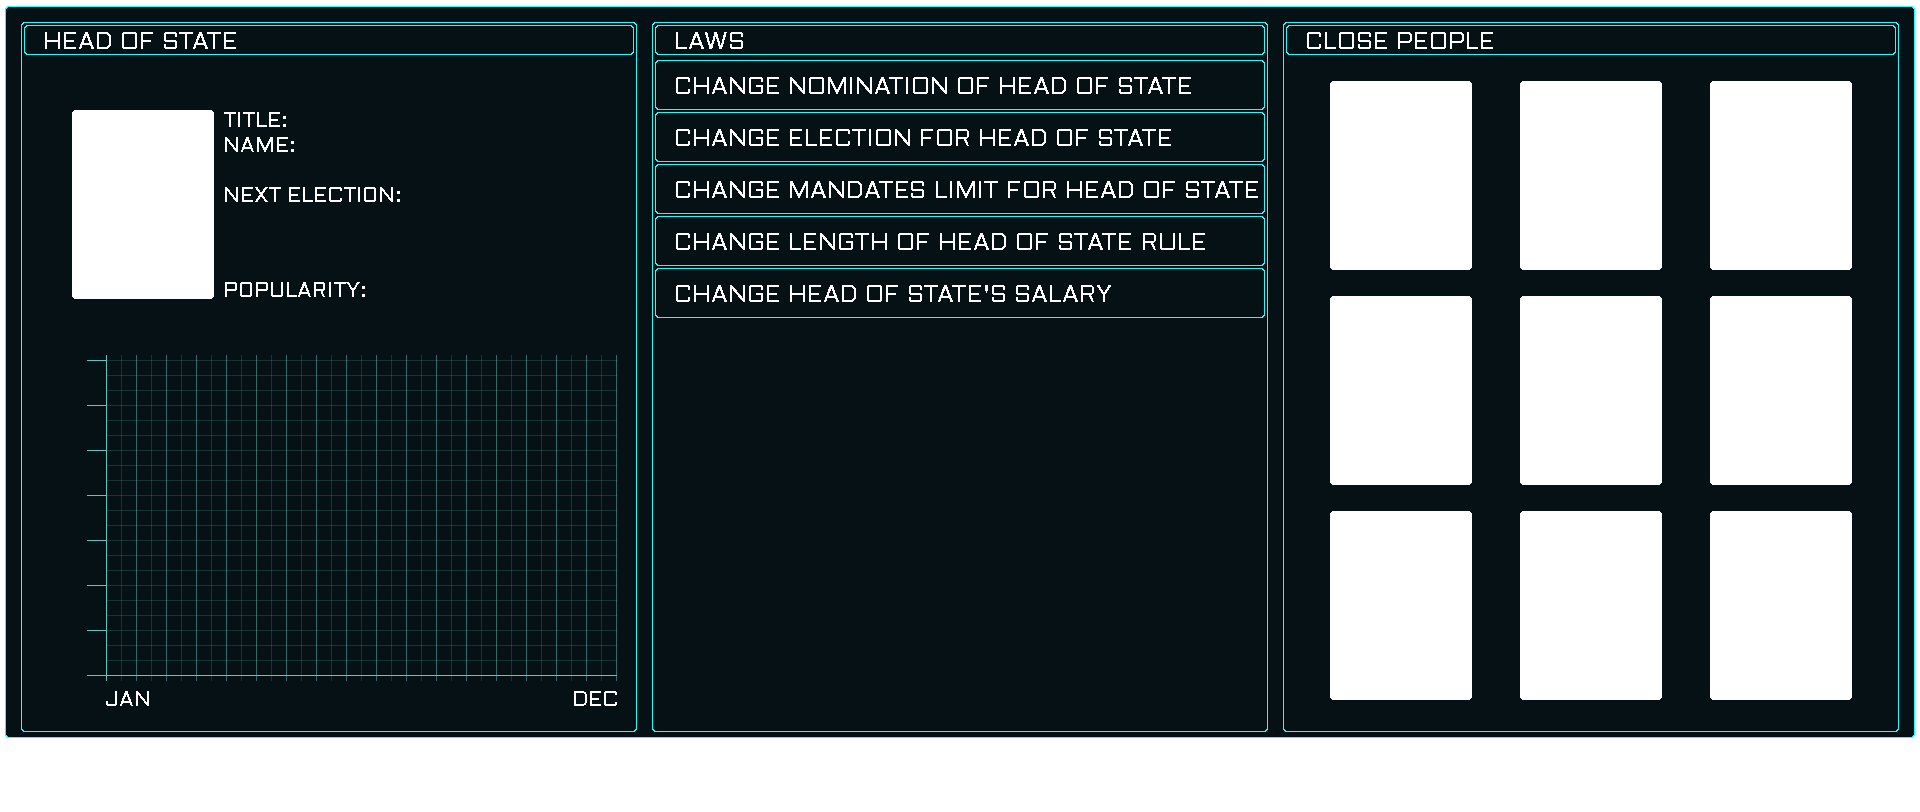 HEAD OF STATE
TITLE:
NAME:
NEXT ELECTION:
POPULARITY:
JAN
DEC
LAWS
CHANGE NOMINATION OF HEAD OF STATE
CHANGE ELECTION FOR HEAD OF STATE
CHANGE MANDATES LIMIT FOR HEAD OF STATE
CHANGE LENGTH OF HEAD OF STATE RULE
CHANGE HEAD OF STATE'S SALARY
CLOSE PEOPLE